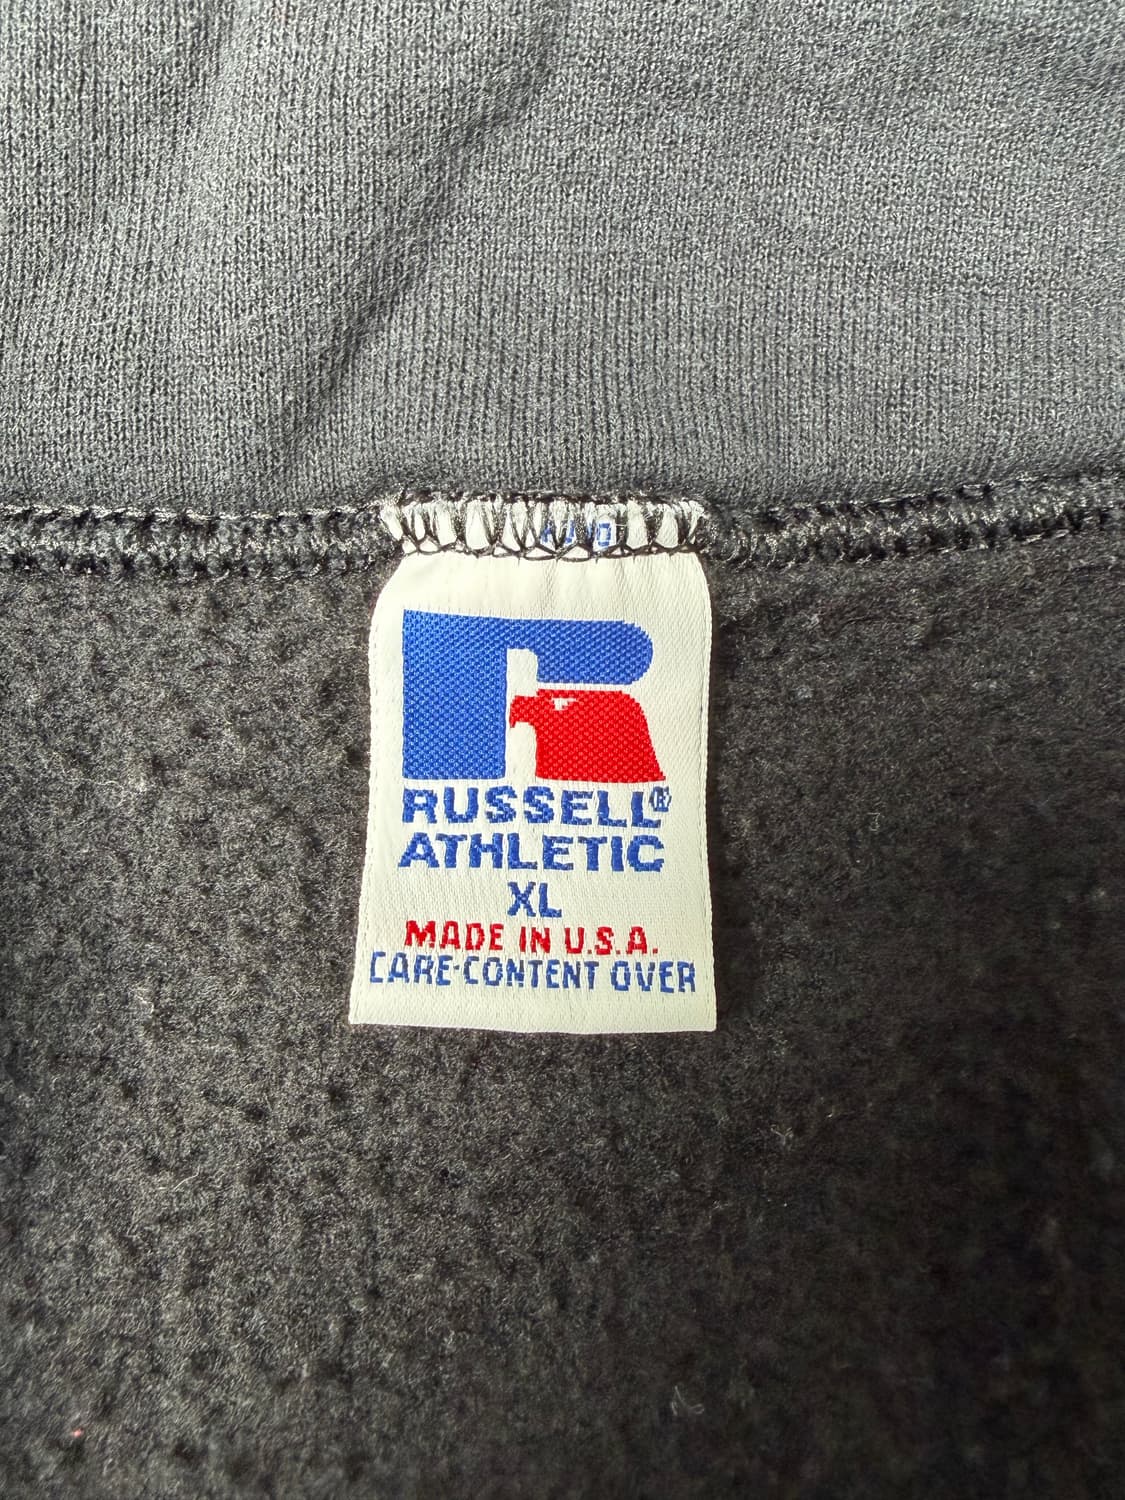 RUSSELL®
ATHLETIC
XL
MADE IN U.S.A.
CARE-CONTENT OVER